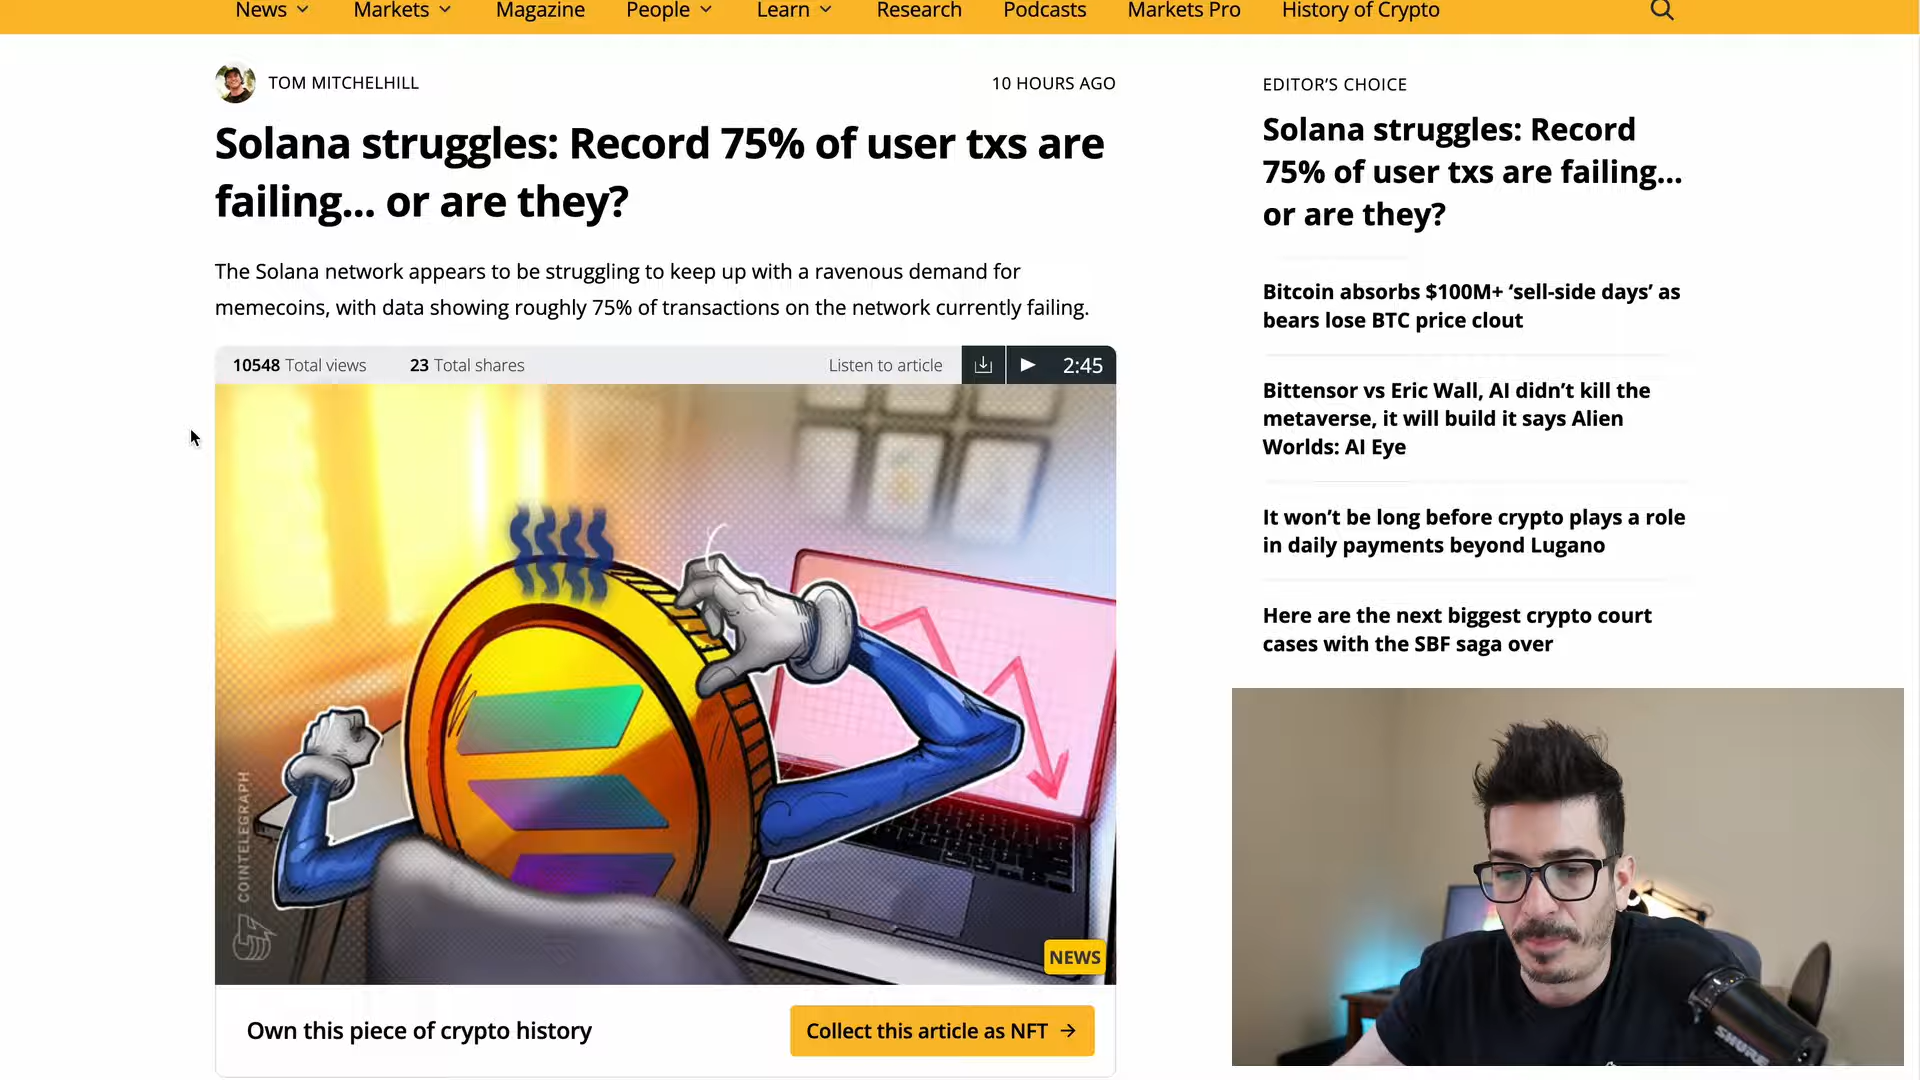 News
Markets
Magazine
People
Learn
Research
Podcasts
Markets Pro
History of Crypto
TOM MITCHELHILL
10 HOURS AGO
Solana struggles: Record 75% of user txs are
failing... or are they?
The Solana network appears to be struggling to keep up with a ravenous demand for
memecoins, with data showing roughly 75% of transactions on the network currently failing.
10548 Total views
23 Total shares
Listen to article
2:45
COINTELEGRAPH
NEWS
Own this piece of crypto history
Collect this article as NFT →
EDITOR'S CHOICE
Solana struggles: Record
75% of user txs are failing...
or are they?
Bitcoin absorbs $100M+ ‘sell-side days’ as
bears lose BTC price clout
Bittensor vs Eric Wall, AI didn’t kill the
metaverse, it will build it says Alien
Worlds: AI Eye
It won’t be long before crypto plays a role
in daily payments beyond Lugano
Here are the next biggest crypto court
cases with the SBF saga over
SHURE